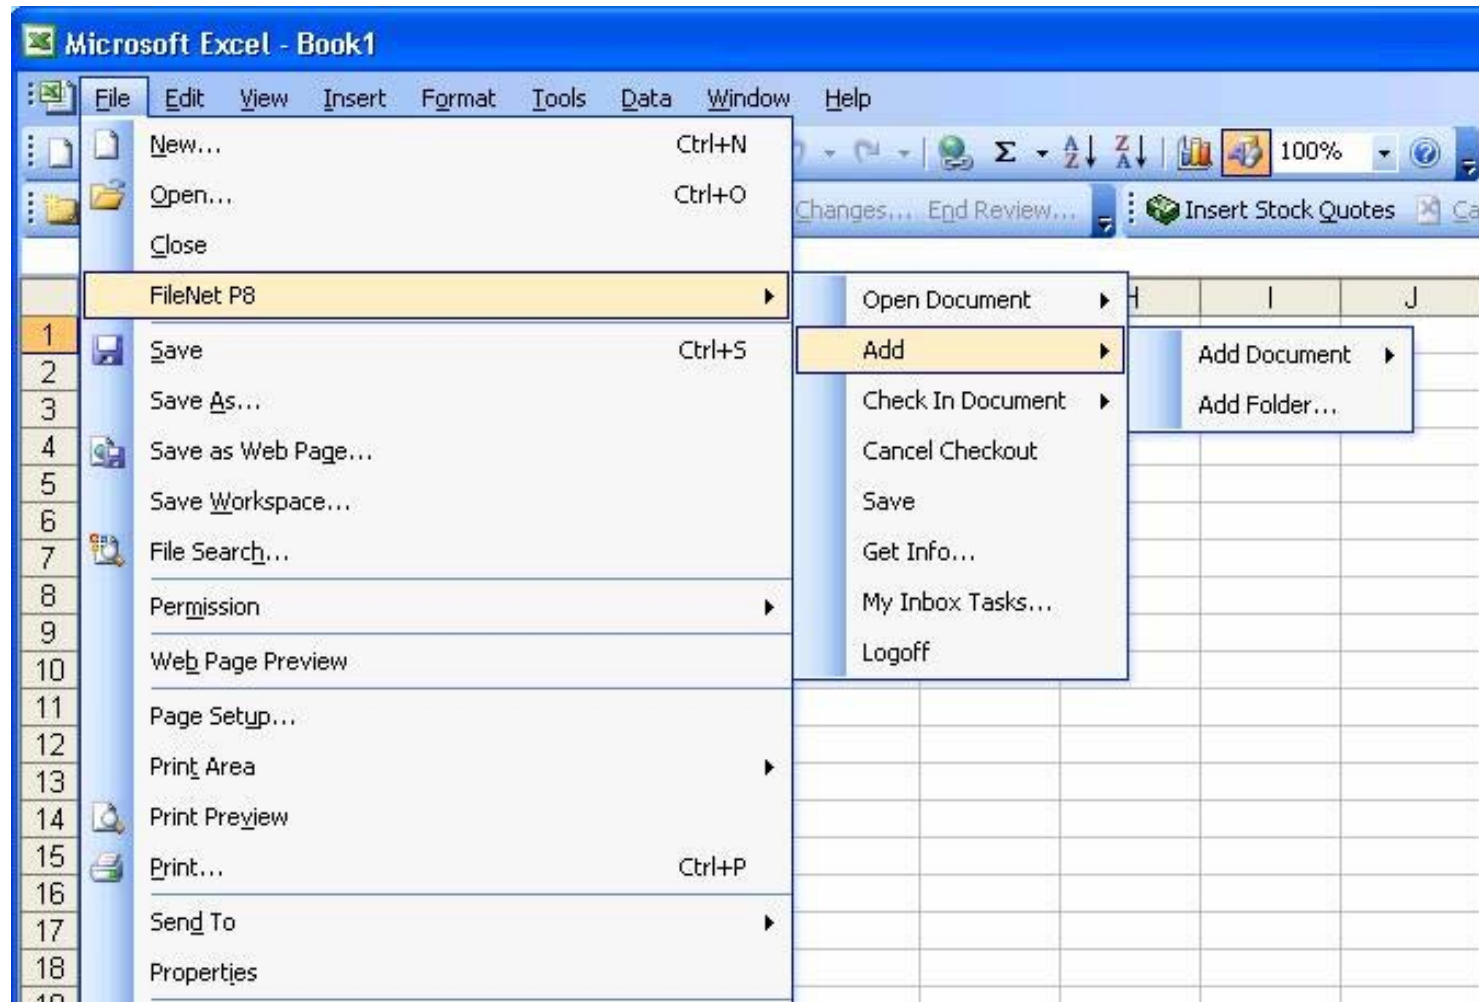 Microsoft Excel - Book1
File Edit View Insert Format Tools Data Window Help
New... Ctrl+N
100%
Open... Ctrl+O
Changes... End Review... Insert Stock Quotes
Close
FileNet P8
Open Document
H I J
1
Save Ctrl+S
Add
Add Document
2
3
Save As...
Check In Document
Add Folder...
4
Save as Web Page...
Cancel Checkout
5
Save Workspace...
Save
6
7
File Search...
Get Info...
8
Permission
My Inbox Tasks...
9
10
Web Page Preview
Logoff
11
Page Setup...
12
Print Area
13
14
Print Preview
15
Print... Ctrl+P
16
17
Send To
18
Properties